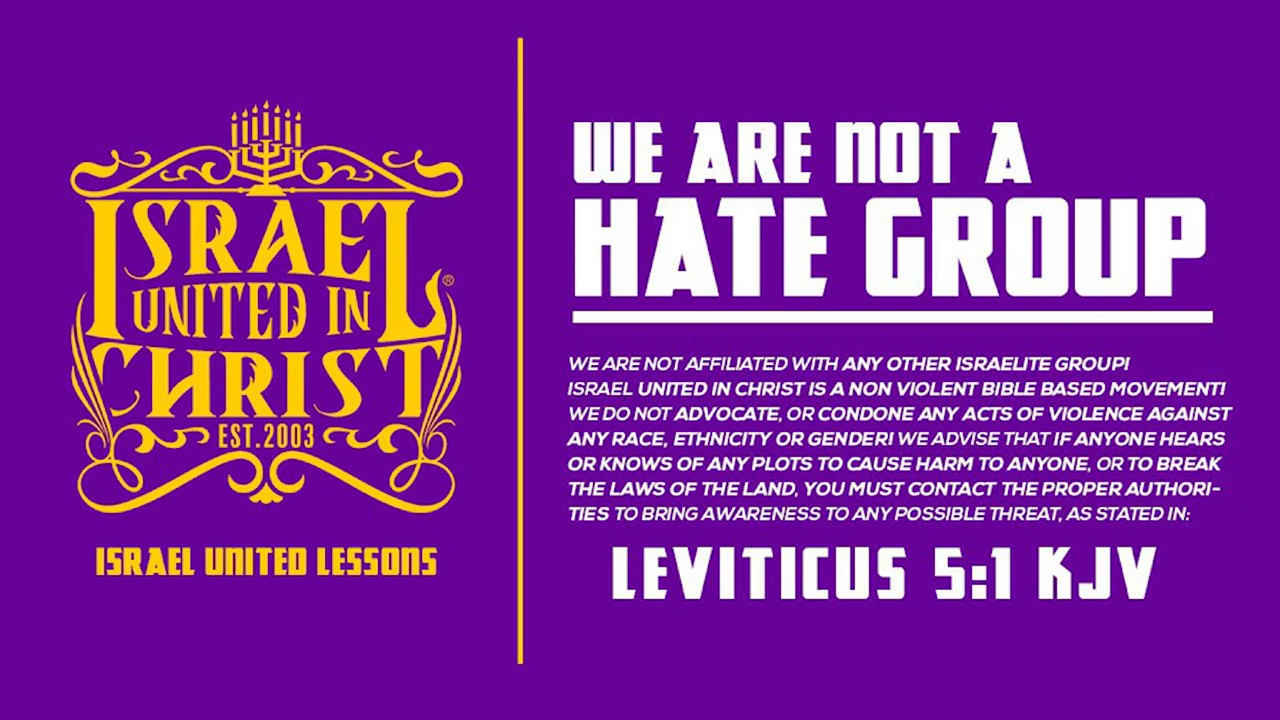 ISRAEL
UNITED IN
CHRIST
®
EST.2003
ISRAEL UNITED LESSONS
WE ARE NOT A
HATE GROUP
WE ARE NOT AFFILIATED WITH ANY OTHER ISRAELITE GROUP!
ISRAEL UNITED IN CHRIST IS A NON VIOLENT BIBLE BASED MOVEMENT!
WE DO NOT ADVOCATE, OR CONDONE ANY ACTS OF VIOLENCE AGAINST
ANY RACE, ETHNICITY OR GENDER! WE ADVISE THAT IF ANYONE HEARS
OR KNOWS OF ANY PLOTS TO CAUSE HARM TO ANYONE, OR TO BREAK
THE LAWS OF THE LAND, YOU MUST CONTACT THE PROPER AUTHORI-
TIES TO BRING AWARENESS TO ANY POSSIBLE THREAT, AS STATED IN:
LEVITICUS 5:1 KJV